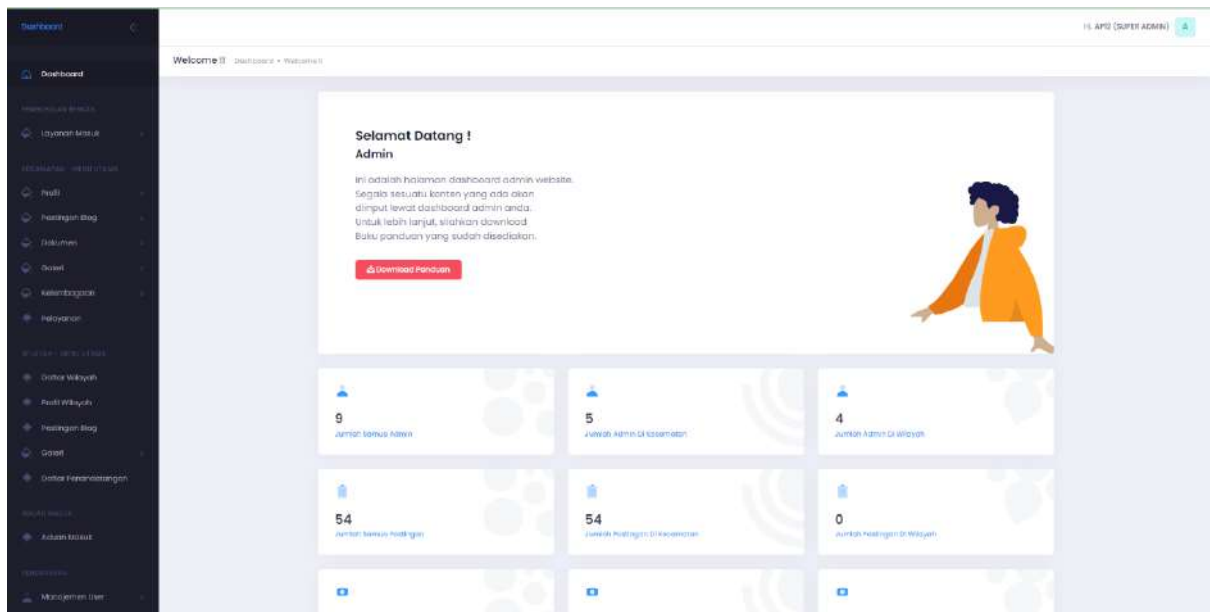 Dashboard
Hi, AP12 (SUPER ADMIN)
A
Welcome !!
Dashboard • Welcome !!
Dashboard
Layanan Masuk
Profil
Postingan Blog
Dokumen
Galeri
Kelembagaan
Pelayanan
Daftar Wilayah
Profil Wilayah
Postingan Blog
Galeri
Daftar Penandatangan
Aduan Masuk
Manajemen User
Selamat Datang !
Admin
Ini adalah halaman dashboard admin website.
Segala sesuatu konten yang ada akan
diinput lewat dashboard admin anda.
Untuk lebih lanjut, silahkan download
Buku panduan yang sudah disediakan.
Download Panduan
9
Jumlah Semua Admin
5
Jumlah Admin Di Kecamatan
4
Jumlah Admin Di Wilayah
54
Jumlah Semua Postingan
54
Jumlah Postingan Di Kecamatan
0
Jumlah Postingan Di Wilayah